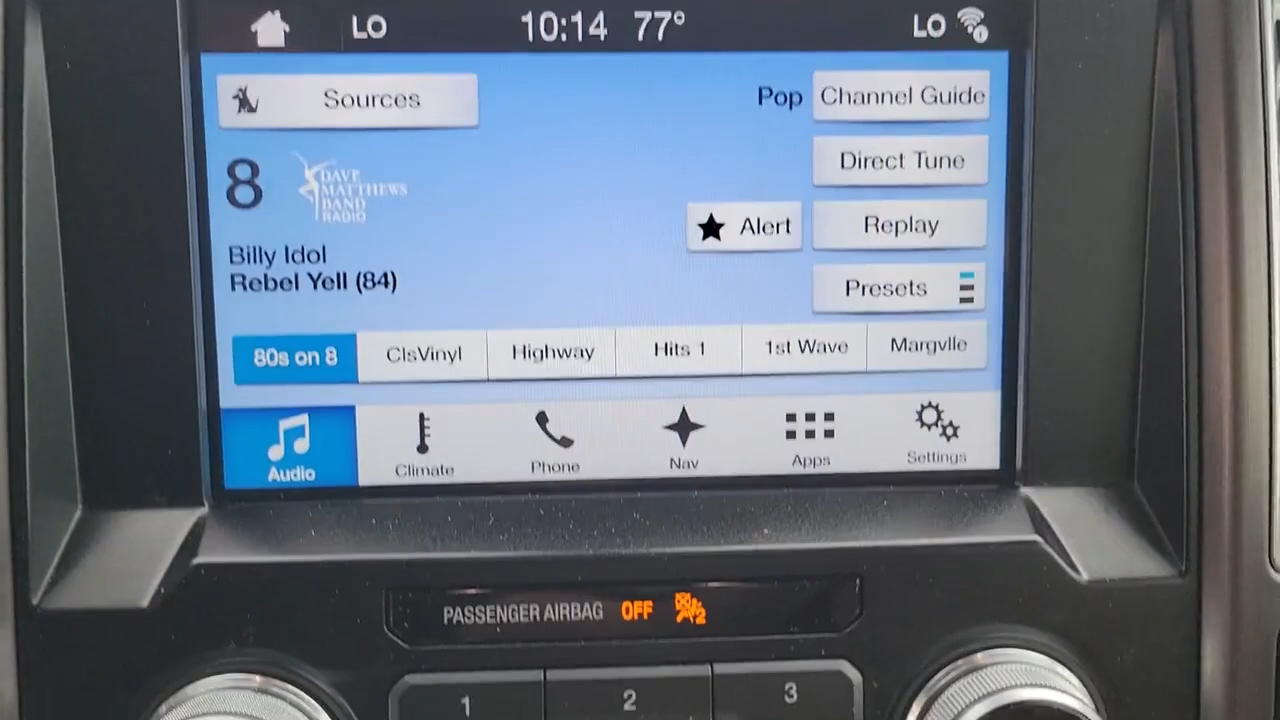 LO 10:14 77° LO
Sources
Pop Channel Guide
Direct Tune
8
DAVE
MATTHEWS
BAND
RADIO
Alert Replay
Billy Idol
Rebel Yell (84)
Presets
80s on 8 ClsVinyl Highway Hits 1 1st Wave Margvlle
Audio Climate Phone Nav Apps Settings
PASSENGER AIRBAG OFF 2
1 2 3